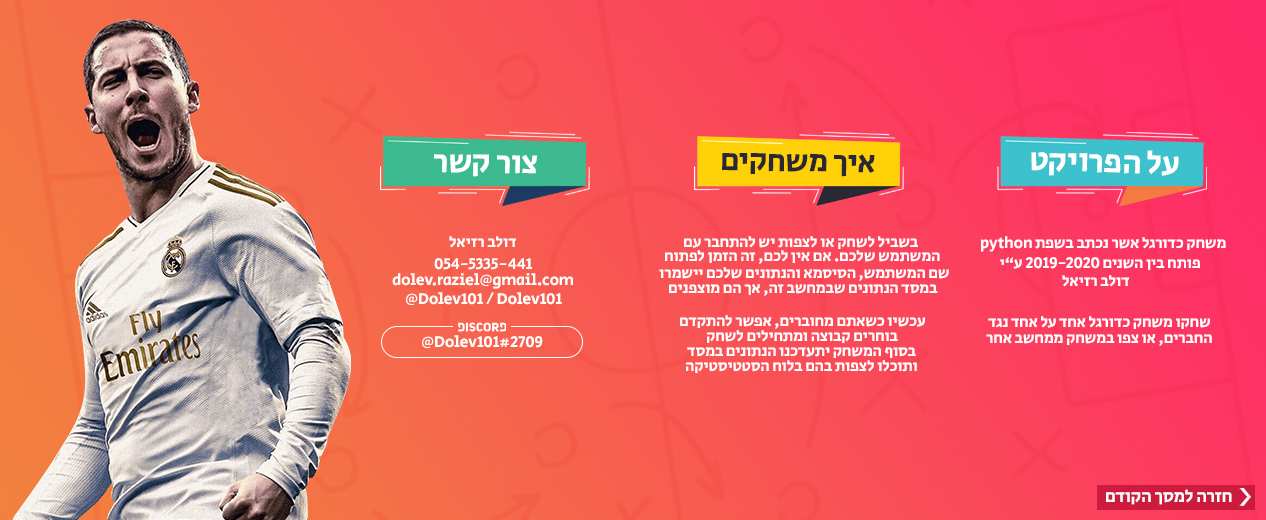 על הפרויקט
משחק כדורגל אשר נכתב בשפת python
פותח בין השנים 2019-2020 ע״י
דולב רזיאל
שחקו משחק כדורגל אחד על אחד נגד
החברים, או צפו במשחק ממחשב אחר
איך משחקים
בשביל לשחק או לצפות יש להתחבר עם
המשתמש שלכם. אם אין לכם, זה הזמן לפתוח
שם המשתמש, הסיסמא והנתונים שלכם יישמרו
במסד הנתונים שבמחשב זה, אך הם מוצפנים
עכשיו כשאתם מחוברים, אפשר להתקדם
בוחרים קבוצה ומתחילים לשחק
בסוף המשחק יתעדכנו הנתונים במסד
ותוכלו לצפות בהם בלוח הסטטיסטיקה
צור קשר
דולב רזיאל
054-5335-441
dolev.raziel@gmail.com
@Dolev101 / Dolev101
DISCORD
@Dolev101#2709
adidas
Fly
Emirates
חזרה למסך הקודם